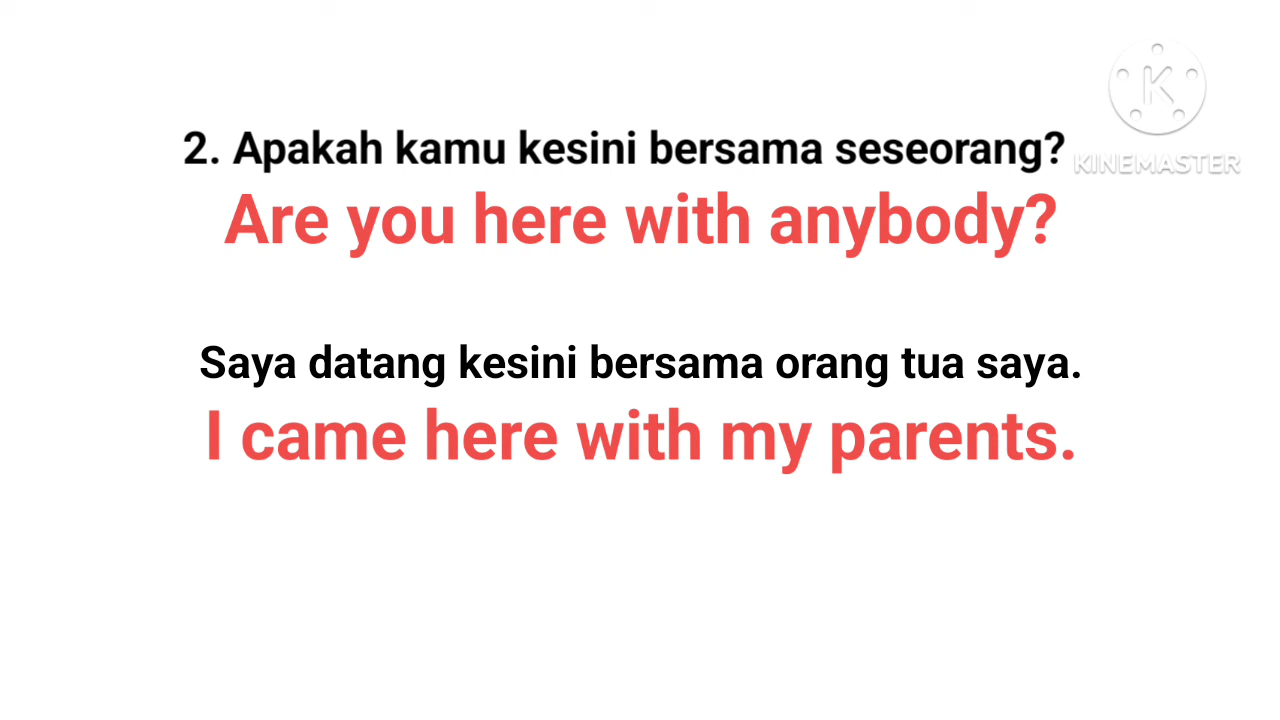 2. Apakah kamu kesini bersama seseorang?
KINEMASTER
Are you here with anybody?
Saya datang kesini bersama orang tua saya.
I came here with my parents.